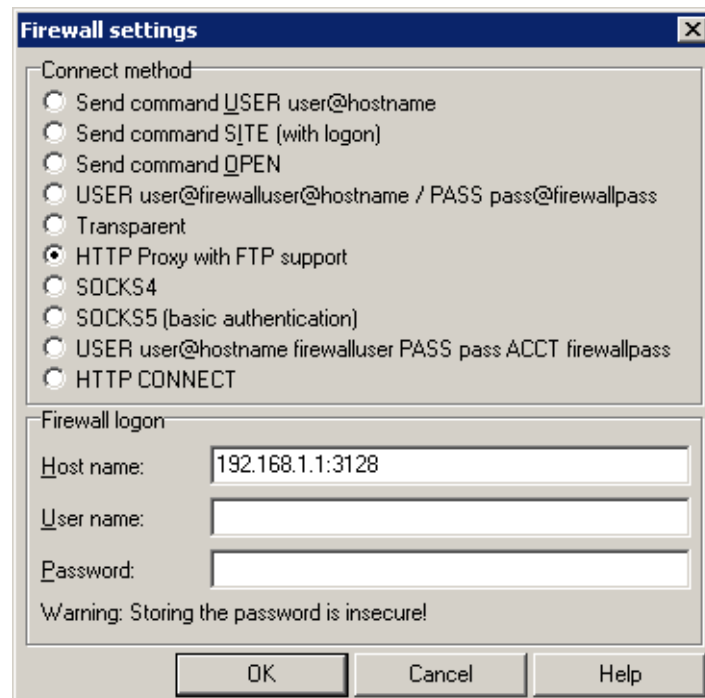 Firewall settings
Connect method
Send command USER user@hostname
Send command SITE (with logon)
Send command OPEN
USER user@firewalluser@hostname / PASS pass@firewallpass
Transparent
HTTP Proxy with FTP support
SOCKS4
SOCKS5 (basic authentication)
USER user@hostname firewalluser PASS pass ACCT firewallpass
HTTP CONNECT
Firewall logon
Host name: 192.168.1.1:3128
User name:
Password:
Warning: Storing the password is insecure!
OK Cancel Help